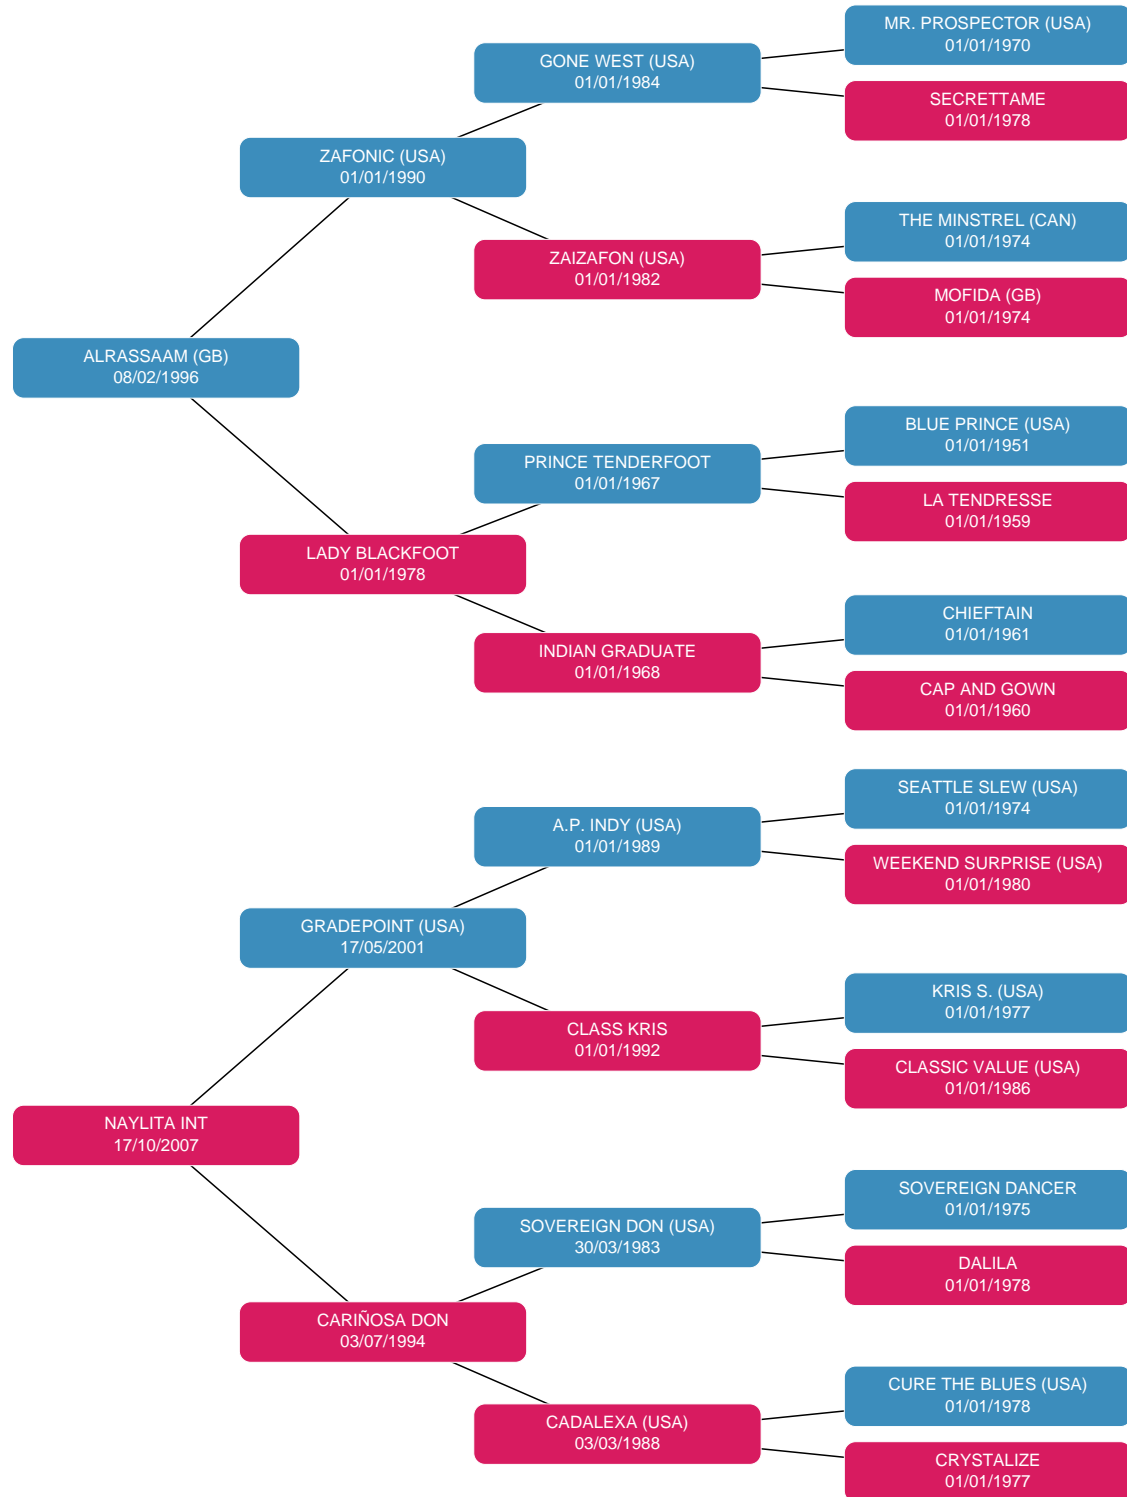 MR. PROSPECTOR (USA)
01/01/1970
GONE WEST (USA)
01/01/1984
SECRETTAME
01/01/1978
ZAFONIC (USA)
01/01/1990
THE MINSTREL (CAN)
01/01/1974
ZAIZAFON (USA)
01/01/1982
MOFIDA (GB)
01/01/1974
ALRASSAAM (GB)
08/02/1996
BLUE PRINCE (USA)
01/01/1951
PRINCE TENDERFOOT
01/01/1967
LA TENDRESSE
01/01/1959
LADY BLACKFOOT
01/01/1978
CHIEFTAIN
01/01/1961
INDIAN GRADUATE
01/01/1968
CAP AND GOWN
01/01/1960
SEATTLE SLEW (USA)
01/01/1974
A.P. INDY (USA)
01/01/1989
WEEKEND SURPRISE (USA)
01/01/1980
GRADEPOINT (USA)
17/05/2001
KRIS S. (USA)
01/01/1977
CLASS KRIS
01/01/1992
CLASSIC VALUE (USA)
01/01/1986
NAYLITA INT
17/10/2007
SOVEREIGN DANCER
01/01/1975
SOVEREIGN DON (USA)
30/03/1983
DALILA
01/01/1978
CARIÑOSA DON
03/07/1994
CURE THE BLUES (USA)
01/01/1978
CADALEXA (USA)
03/03/1988
CRYSTALIZE
01/01/1977